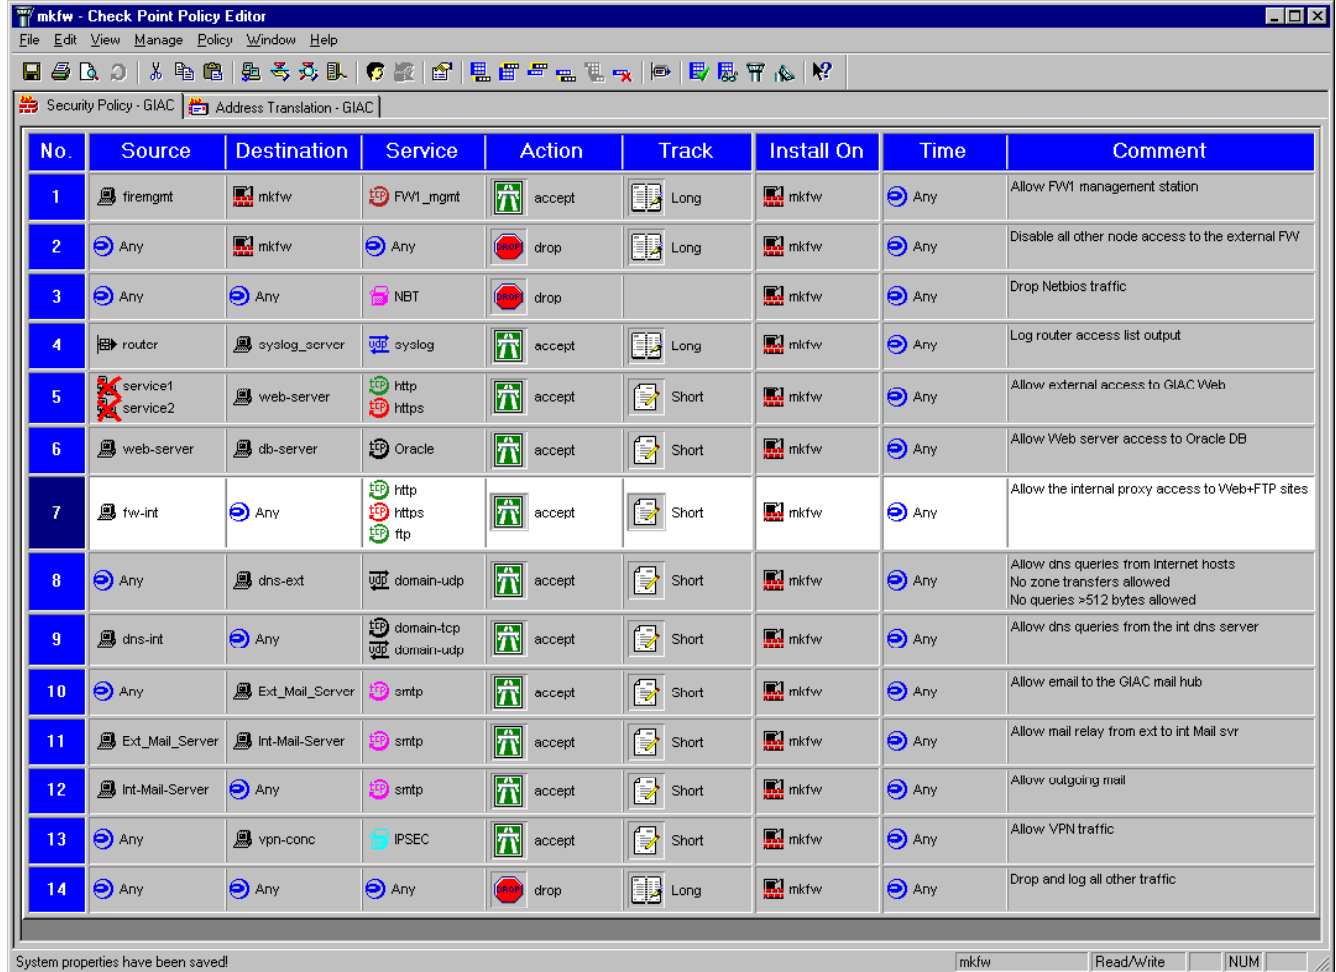 mkfw - Check Point Policy Editor
File Edit View Manage Policy Window Help
Security Policy - GIAC Address Translation - GIAC
No. Source Destination Service Action Track Install On Time Comment
1 firemgmt mkfw FW1_mgmt accept Long mkfw Any Allow FW1 management station
2 Any mkfw Any drop Long mkfw Any Disable all other node access to the external FW
3 Any Any NBT drop mkfw Any Drop Netbios traffic
4 router syslog_server syslog accept Long mkfw Any Log router access list output
5 service1 service2 web-server http https accept Short mkfw Any Allow external access to GIAC Web
6 web-server db-server Oracle accept Short mkfw Any Allow Web server access to Oracle DB
7 fw-int Any http https ftp accept Short mkfw Any Allow the internal proxy access to Web+FTP sites
8 Any dns-ext domain-udp accept Short mkfw Any Allow dns queries from Internet hosts
No zone transfers allowed
No queries >512 bytes allowed
9 dns-int Any domain-tcp domain-udp accept Short mkfw Any Allow dns queries from the int dns server
10 Any Ext_Mail_Server smtp accept Short mkfw Any Allow email to the GIAC mail hub
11 Ext_Mail_Server Int-Mail-Server smtp accept Short mkfw Any Allow mail relay from ext to int Mail svr
12 Int-Mail-Server Any smtp accept Short mkfw Any Allow outgoing mail
13 Any vpn-conc IPSEC accept Short mkfw Any Allow VPN traffic
14 Any Any Any drop Long mkfw Any Drop and log all other traffic
System properties have been saved! mkfw Read/Write NUM